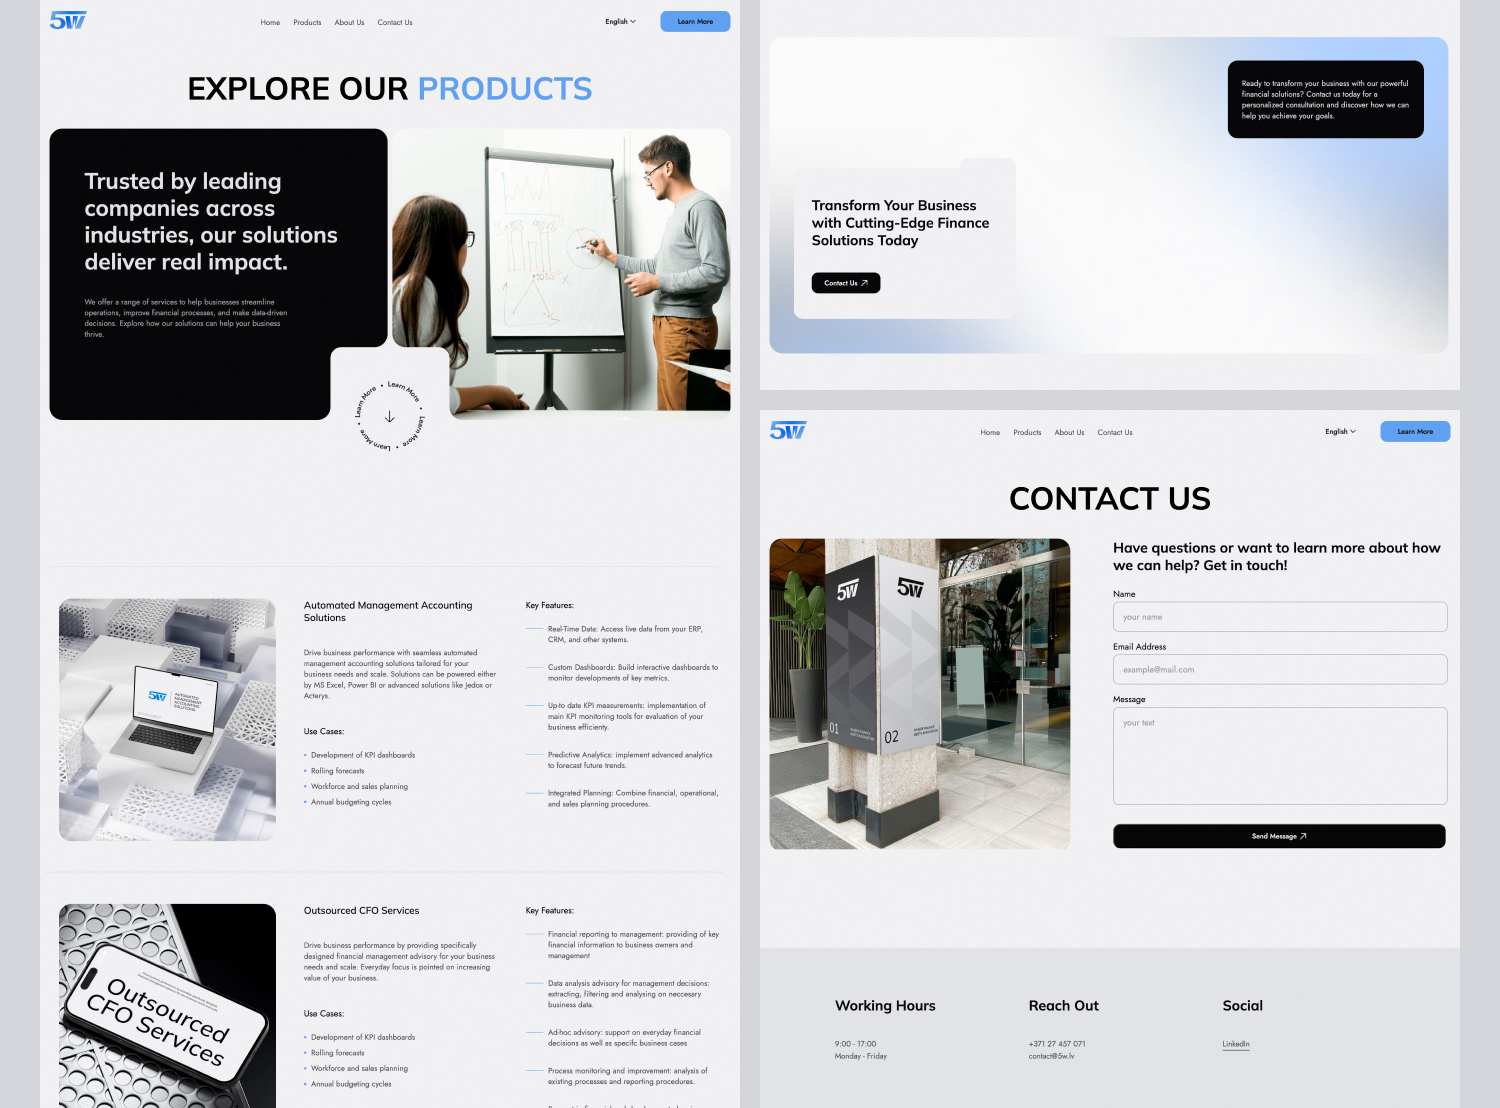 5W
Home Products About Us Contact Us
English
Learn More
EXPLORE OUR PRODUCTS
Trusted by leading
companies across
industries, our solutions
deliver real impact.
We offer a range of services to help businesses streamline
operations, improve financial processes, and make data-driven
decisions. Explore how our solutions can help your business
thrive.
Learn More • Learn More • Learn More • Learn More • Learn More •
Automated Management Accounting
Solutions
Drive business performance with seamless automated
management accounting solutions tailored for your
business needs and scale. Solutions can be powered either
by MS Excel, Power BI or advanced solutions like Jedox or
Acterys.
Use Cases:
• Development of KPI dashboards
• Rolling forecasts
• Workforce and sales planning
• Annual budgeting cycles
Key Features:
Real-Time Data: Access live data from your ERP,
CRM, and other systems.
Custom Dashboards: Build interactive dashboards to
monitor developments of key metrics.
Up-to date KPI measurements: implementation of
main KPI monitoring tools for evaluation of your
business efficienty.
Predictive Analytics: implement advanced analytics
to forecast future trends.
Integrated Planning: Combine financial, operational,
and sales planning procedures.
5W
AUTOMATED
MANAGEMENT
ACCOUNTING
SOLUTIONS
Outsourced CFO Services
Drive business performance by providing specifically
designed financial management advisory for your business
needs and scale. Everyday focus is pointed on increasing
value of your business.
Use Cases:
• Development of KPI dashboards
• Rolling forecasts
• Workforce and sales planning
• Annual budgeting cycles
Key Features:
Financial reporting to management: providing of key
financial information to business owners and
management
Data analysis advisory for management decisions:
extracting, filtering and analysing on neccesary
business data.
Ad-hoc advisory: support on everyday financial
decisions as well as specifc business cases
Process monitoring and improvement: analysis of
existing processes and reporting procedures.
Outsourced
CFO Services
Ready to transform your business with our powerful
financial solutions? Contact us today for a
personalized consultation and discover how we can
help you achieve your goals.
Transform Your Business
with Cutting-Edge Finance
Solutions Today
Contact Us
5W
Home Products About Us Contact Us
English
Learn More
CONTACT US
5W
5W
01
02
Have questions or want to learn more about how
we can help? Get in touch!
Name
your name
Email Address
example@mail.com
Message
your text
Send Message
Working Hours
9:00 - 17:00
Monday - Friday
Reach Out
+371 27 457 071
contact@5w.lv
Social
LinkedIn